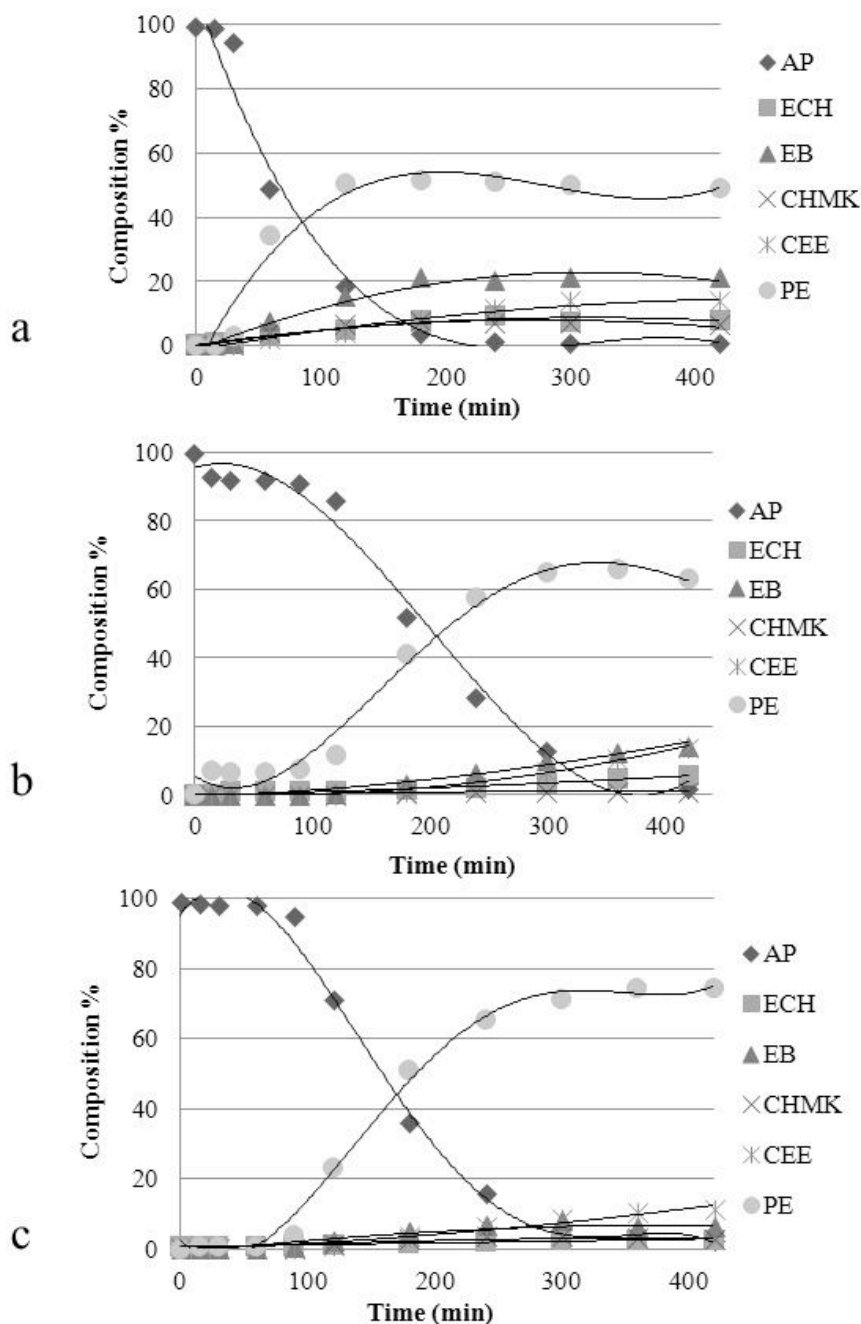 a
Composition %
100
80
60
40
20
0
0 100 200 300 400
Time (min)
AP
ECH
EB
CHMK
CEE
PE
b
Composition %
100
80
60
40
20
0
0 100 200 300 400
Time (min)
AP
ECH
EB
CHMK
CEE
PE
c
Composition %
100
80
60
40
20
0
0 100 200 300 400
Time (min)
AP
ECH
EB
CHMK
CEE
PE